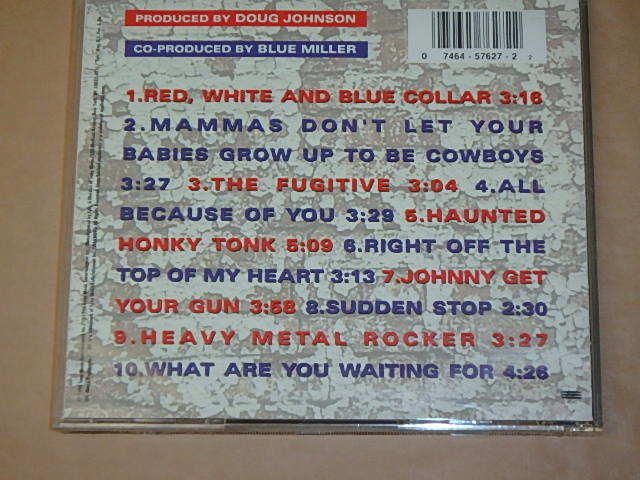 PRODUCED BY DOUG JOHNSON
CO-PRODUCED BY BLUE MILLER
0 7464-57627-2 2
1.RED, WHITE AND BLUE COLLAR 3:16
2.MAMMAS DON'T LET YOUR
BABIES GROW UP TO BE COWBOYS
3:27 3.THE FUGITIVE 3:04 4.ALL
BECAUSE OF YOU 3:29 5.HAUNTED
HONKY TONK 5:09 6.RIGHT OFF THE
TOP OF MY HEART 3:13 7.JOHNNY GET
YOUR GUN 3:58 8.SUDDEN STOP 2:30
9.HEAVY METAL ROCKER 3:27
10.WHAT ARE YOU WAITING FOR 4:26